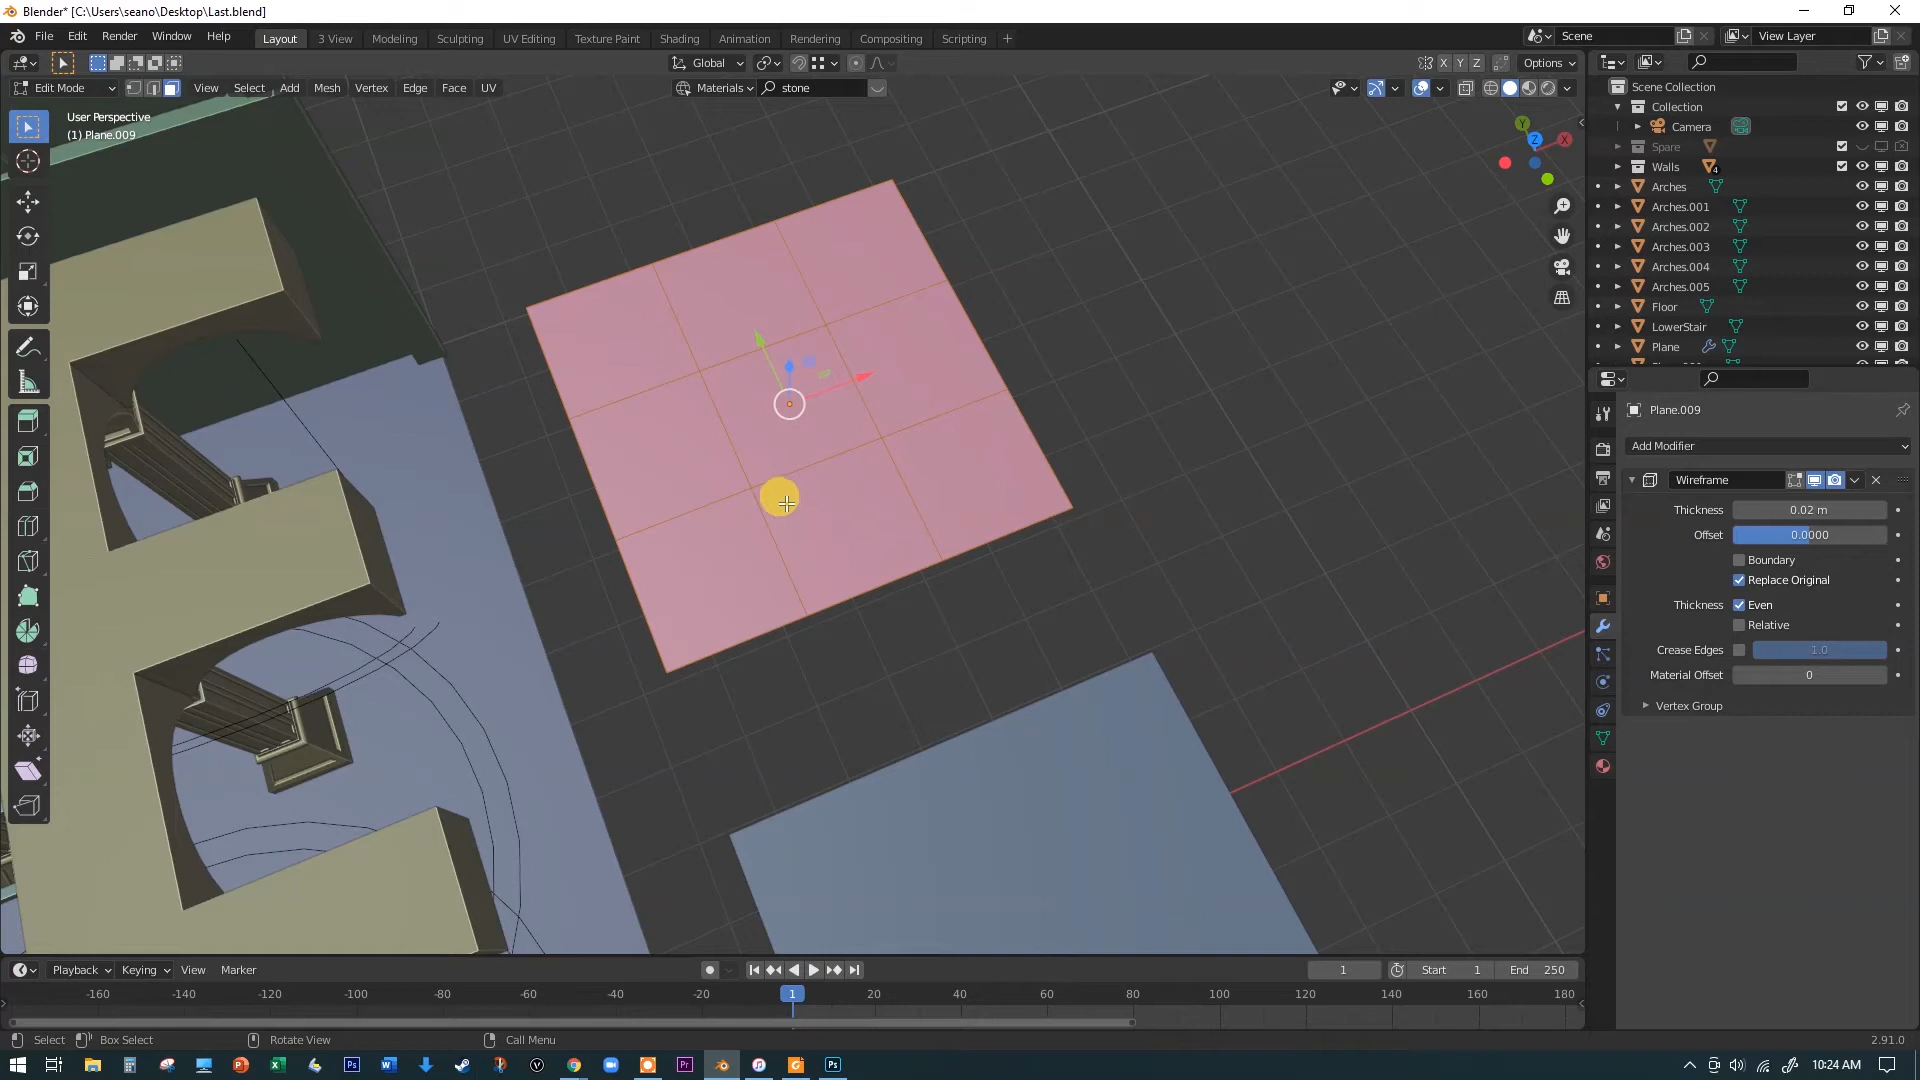 Blender* [C:\Users\seano\Desktop\Last.blend]
File Edit Render Window Help
Layout 3 View Modeling Sculpting UV Editing Texture Paint Shading Animation Rendering Compositing Scripting +
Scene
View Layer
Global
X Y Z
Options
Edit Mode
View Select Add Mesh Vertex Edge Face UV
Materials
stone
User Perspective
(1) Plane.009
Y
Z
X
Scene Collection
Collection
Camera
Spare
Walls
4
Arches
Arches.001
Arches.002
Arches.003
Arches.004
Arches.005
Floor
LowerStair
Plane
Plane.009
Add Modifier
Wireframe
Thickness 0.02 m
Offset 0.0000
Boundary
Replace Original
Thickness Even
Relative
Crease Edges 1.0
Material Offset 0
Vertex Group
Playback Keying View Marker
1
Start 1
End 250
-160 -140 -120 -100 -80 -60 -40 -20 1 20 40 60 80 100 120 140 160 180
Select Box Select Rotate View Call Menu
2.91.0
10:24 AM